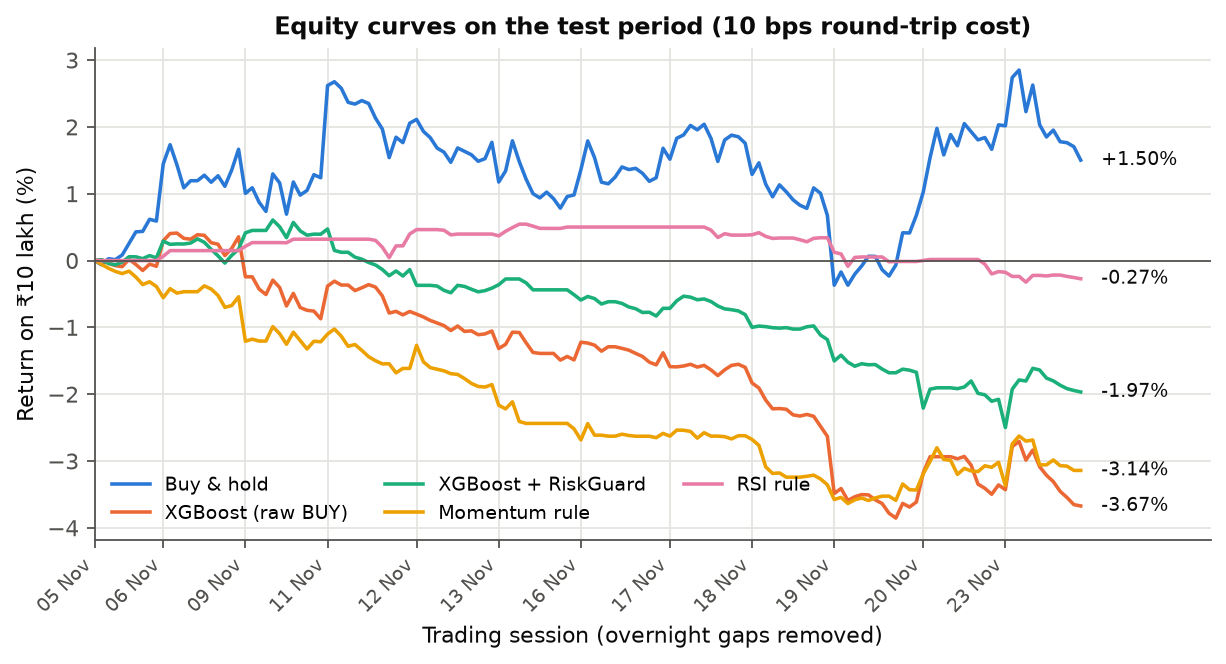 Equity curves on the test period (10 bps round-trip cost)
Return on ₹10 lakh (%)
3
2
1
0
−1
−2
−3
−4
+1.50%
-0.27%
-1.97%
-3.14%
-3.67%
Buy & hold
XGBoost (raw BUY)
XGBoost + RiskGuard
Momentum rule
RSI rule
05 Nov
06 Nov
09 Nov
11 Nov
12 Nov
13 Nov
16 Nov
17 Nov
18 Nov
19 Nov
20 Nov
23 Nov
Trading session (overnight gaps removed)